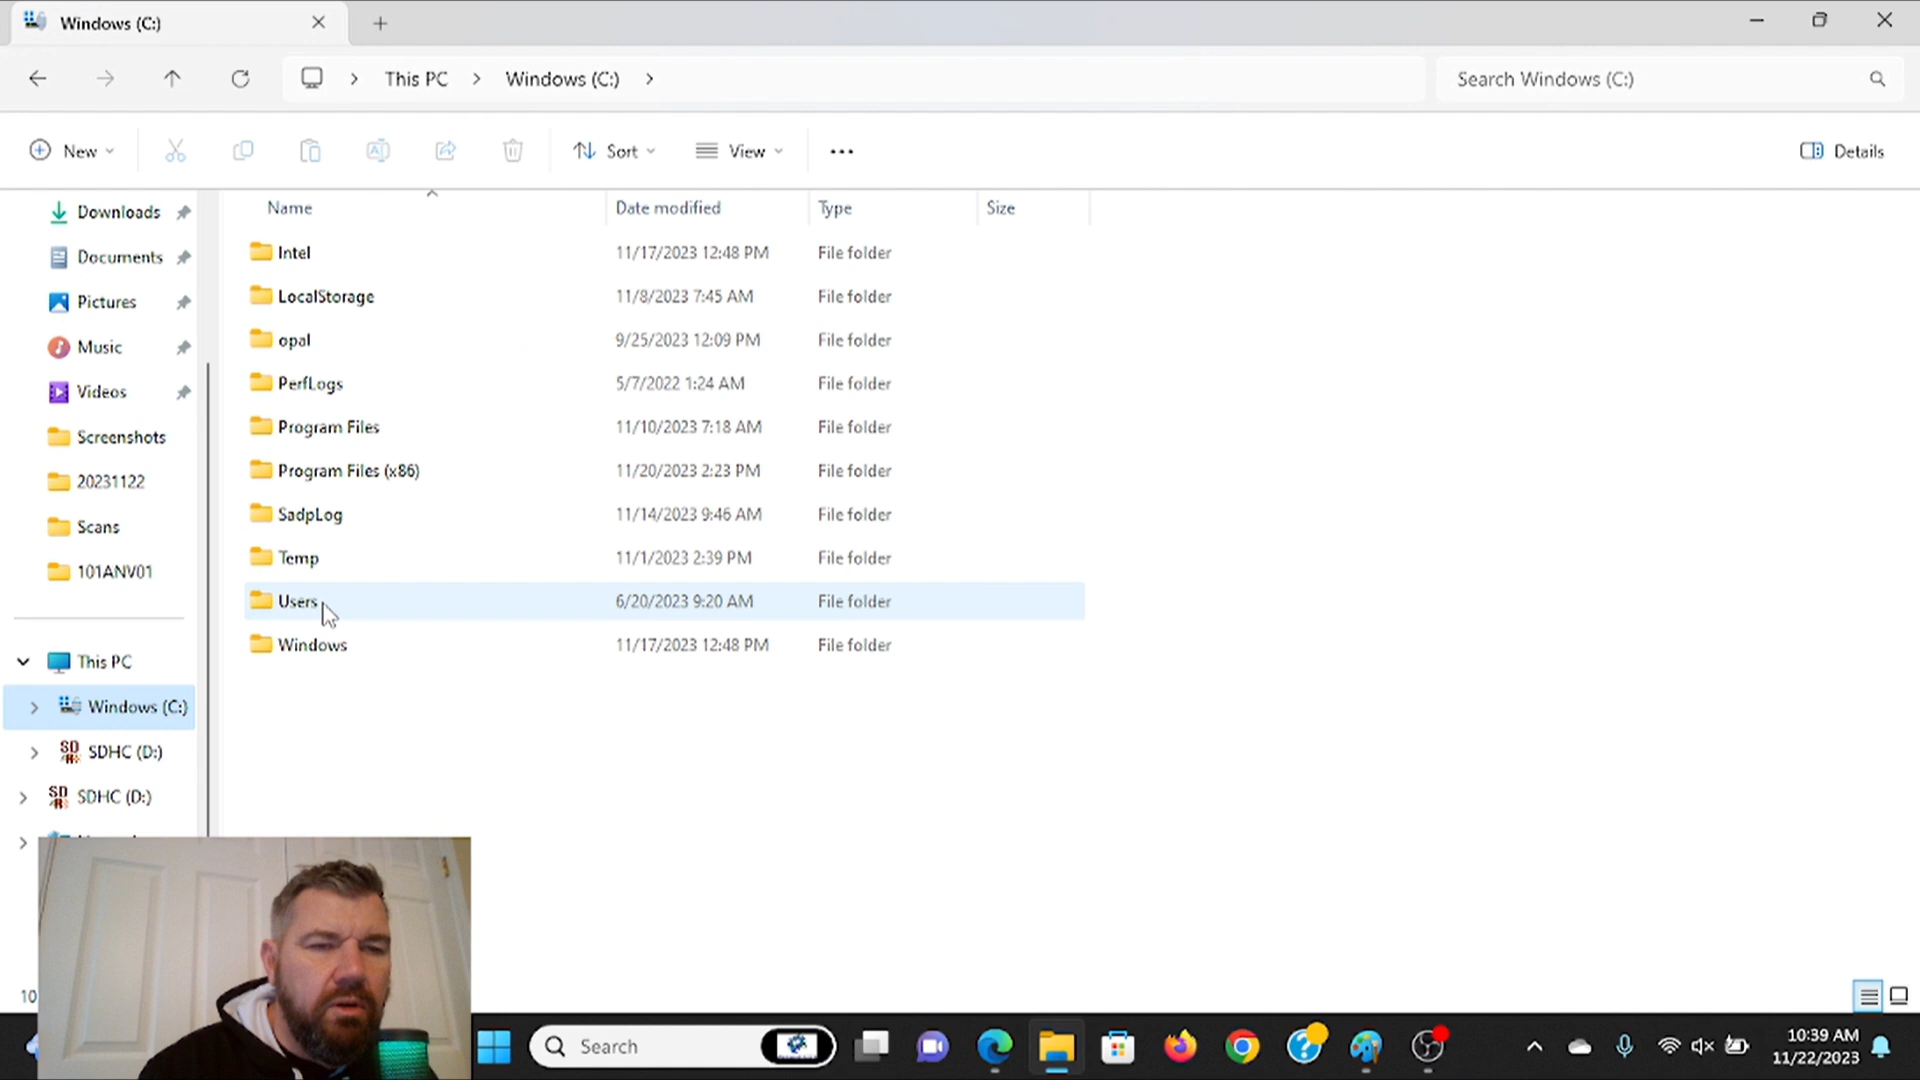 Windows (C:)
This PC
Windows (C:)
Search Windows (C:)
New
Sort
View
Details
Name
Date modified
Type
Size
Downloads
Documents
Pictures
Music
Videos
Screenshots
20231122
Scans
101ANV01
This PC
Windows (C:)
SDHC (D:)
SDHC (D:)
Intel 11/17/2023 12:48 PM File folder
LocalStorage 11/8/2023 7:45 AM File folder
opal 9/25/2023 12:09 PM File folder
PerfLogs 5/7/2022 1:24 AM File folder
Program Files 11/10/2023 7:18 AM File folder
Program Files (x86) 11/20/2023 2:23 PM File folder
SadpLog 11/14/2023 9:46 AM File folder
Temp 11/1/2023 2:39 PM File folder
Users 6/20/2023 9:20 AM File folder
Windows 11/17/2023 12:48 PM File folder
10
Search
10:39 AM
11/22/2023